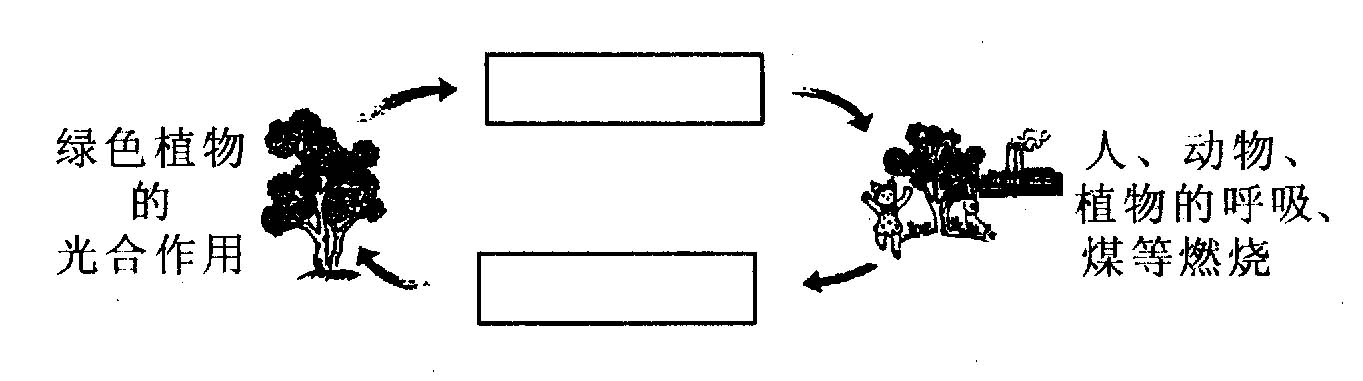 绿色植物
的
光合作用
人、动物、
植物的呼吸、
煤等燃烧